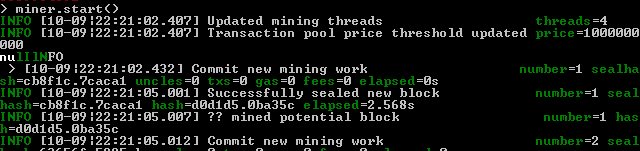 > miner.start()
INFO [10-09|22:21:02.407] Updated mining threads threads=4
INFO [10-09|22:21:02.407] Transaction pool price threshold updated price=1000000
000
nulIlNFO
> [10-09|22:21:02.432] Commit new mining work number=1 sealha
sh=cb8f1c.7caca1 uncles=0 txs=0 gas=0 fees=0 elapsed=0s
INFO [10-09|22:21:05.001] Successfully sealed new block number=1 seal
hash=cb8f1c.7caca1 hash=d0d1d5.0ba35c elapsed=2.568s
INFO [10-09|22:21:05.007] ?? mined potential block number=1 has
h=d0d1d5.0ba35c
INFO [10-09|22:21:05.012] Commit new mining work number=2 seal